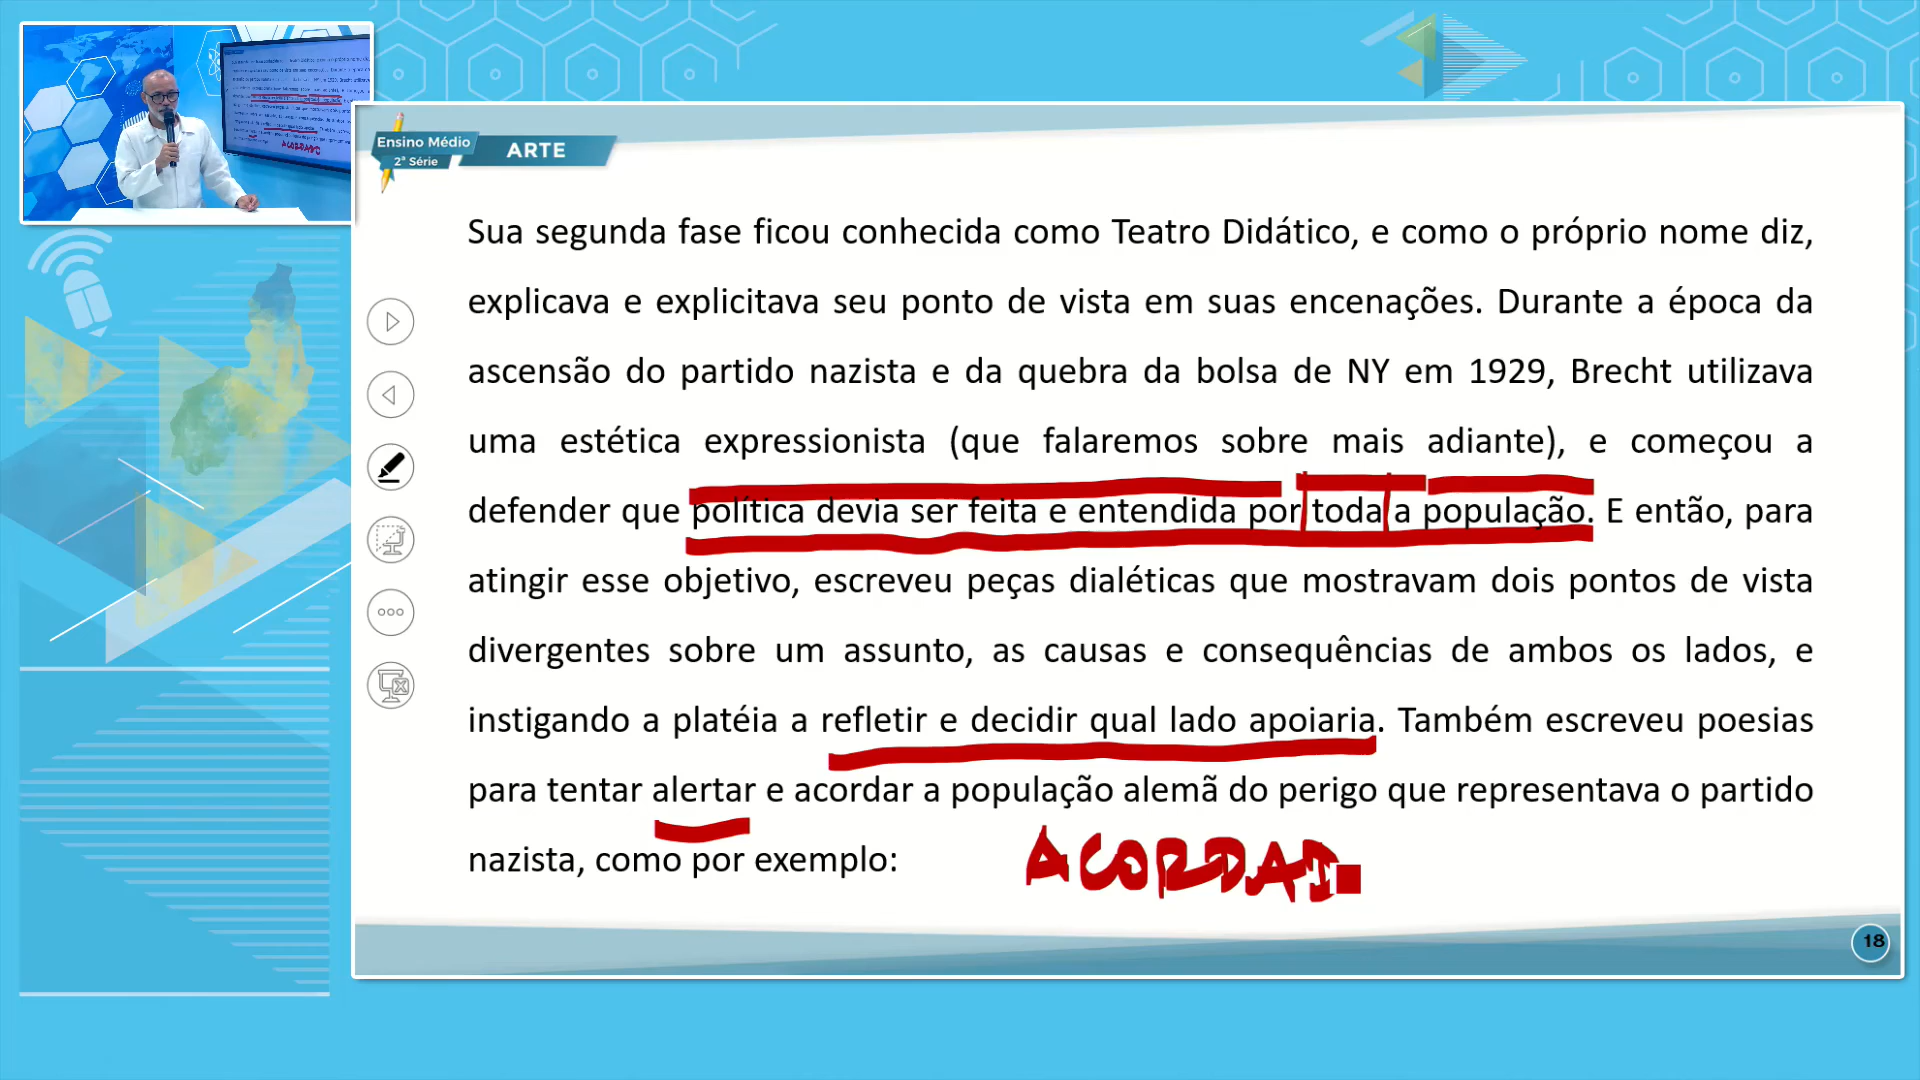 Ensino Médio
2ª Série
ARTE
Sua segunda fase ficou conhecida como Teatro Didático, e como o próprio nome diz,
explicava e explicitava seu ponto de vista em suas encenações. Durante a época da
ascensão do partido nazista e da quebra da bolsa de NY em 1929, Brecht utilizava
uma estética expressionista (que falaremos sobre mais adiante), e começou a
defender que política devia ser feita e entendida por toda a população. E então, para
atingir esse objetivo, escreveu peças dialéticas que mostravam dois pontos de vista
divergentes sobre um assunto, as causas e consequências de ambos os lados, e
instigando a platéia a refletir e decidir qual lado apoiaria. Também escreveu poesias
para tentar alertar e acordar a população alemã do perigo que representava o partido
nazista, como por exemplo:
ACORDAI.
18